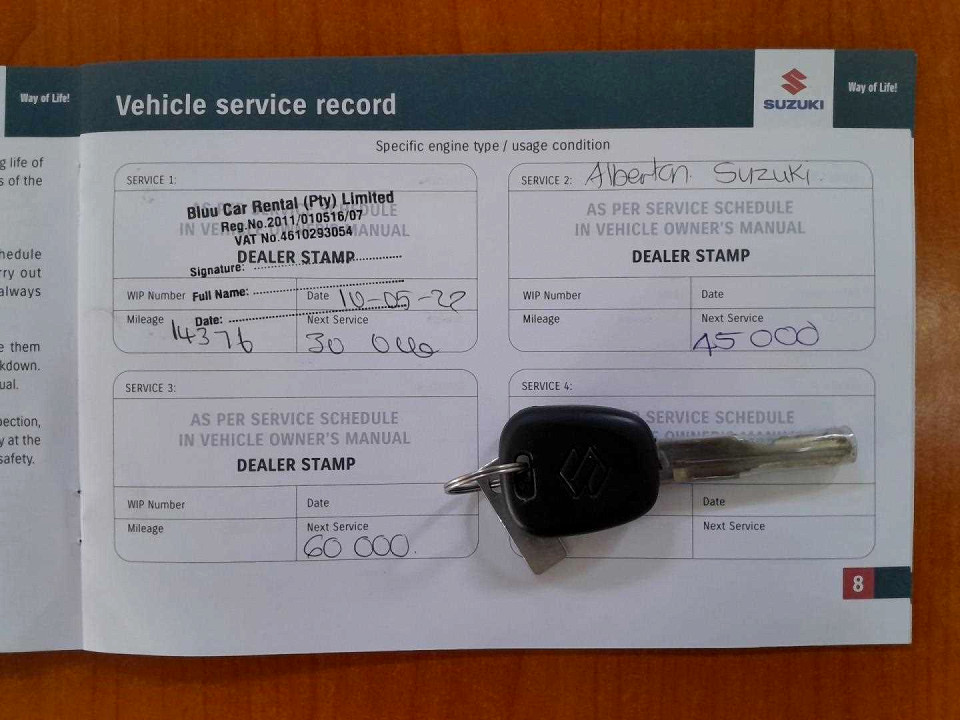 Way of Life!
g life of
s of the
hedule
rry out
always
e them
kdown.
ual.
pection,
y at the
safety.
Vehicle service record
SUZUKI
Way of Life!
Specific engine type / usage condition
SERVICE 1:
AS PER SERVICE SCHEDULE
IN VEHICLE OWNER'S MANUAL
DEALER STAMP
Bluu Car Rental (Pty) Limited
Reg.No.2011/010516/07
VAT No.4610293054
Signature:
Full Name:
Date:
WIP Number
Date 10-05-22
Mileage 14376
Next Service
30 000
SERVICE 2: Alberton Suzuki.
AS PER SERVICE SCHEDULE
IN VEHICLE OWNER'S MANUAL
DEALER STAMP
WIP Number
Date
Mileage
Next Service
45 000
SERVICE 3:
AS PER SERVICE SCHEDULE
IN VEHICLE OWNER'S MANUAL
DEALER STAMP
WIP Number
Date
Mileage
Next Service
60 000.
SERVICE 4:
SERVICE SCHEDULE
OWNER'S MANUAL
Date
Next Service
8